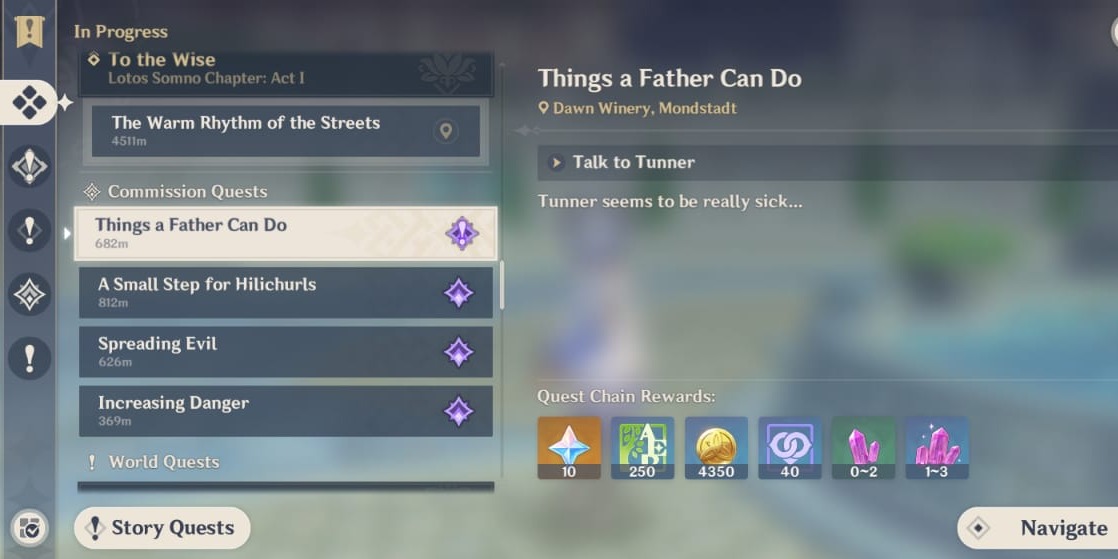 In Progress
To the Wise
Lotos Somno Chapter: Act I
The Warm Rhythm of the Streets
4511m
Commission Quests
Things a Father Can Do
682m
A Small Step for Hilichurls
812m
Spreading Evil
626m
Increasing Danger
369m
World Quests
Story Quests
Things a Father Can Do
Dawn Winery, Mondstadt
Talk to Tunner
Tunner seems to be really sick...
Quest Chain Rewards:
10 250 4350 40 0~2 1~3
Navigate